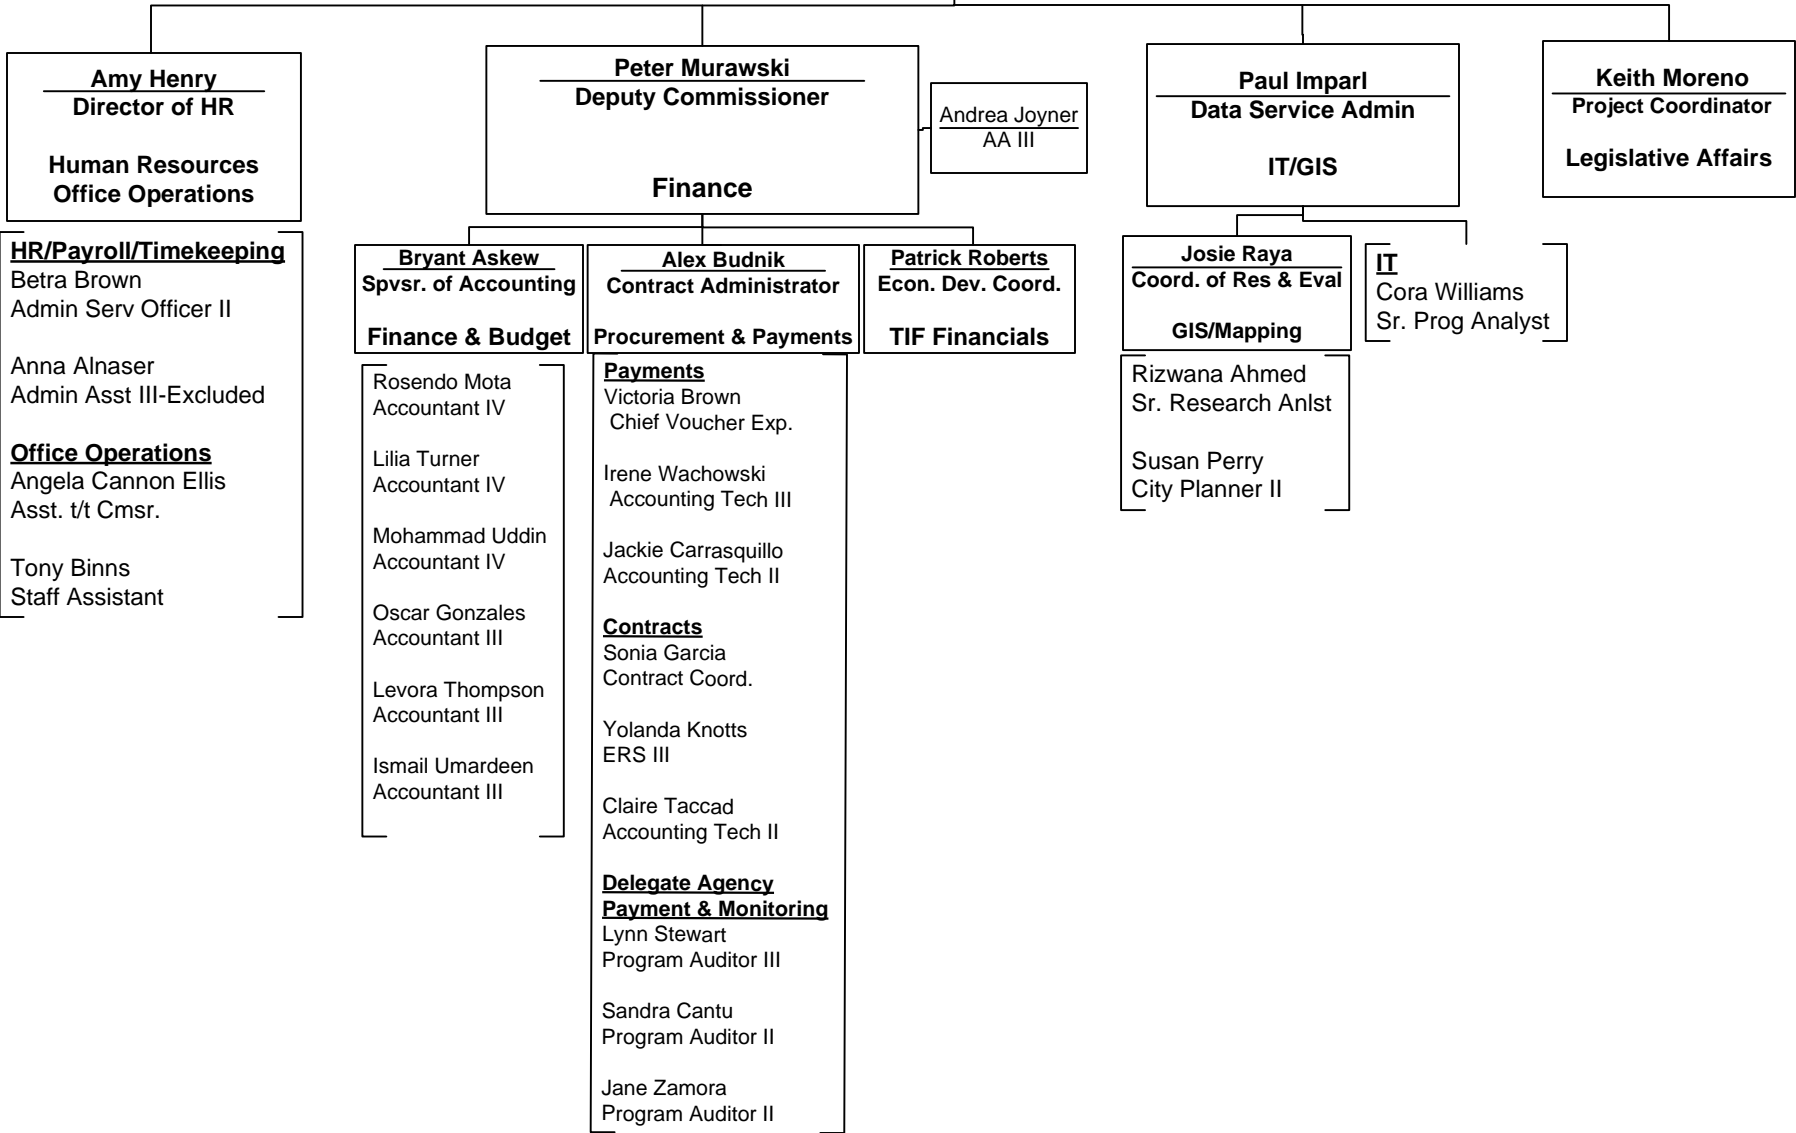 Amy Henry
Director of HR
Human Resources
Office Operations
HR/Payroll/Timekeeping
Betra Brown
Admin Serv Officer II
Anna Alnaser
Admin Asst III-Excluded
Office Operations
Angela Cannon Ellis
Asst. t/t Cmsr.
Tony Binns
Staff Assistant
Peter Murawski
Deputy Commissioner
Finance
Andrea Joyner
AA III
Bryant Askew
Spvsr. of Accounting
Finance & Budget
Rosendo Mota
Accountant IV
Lilia Turner
Accountant IV
Mohammad Uddin
Accountant IV
Oscar Gonzales
Accountant III
Levora Thompson
Accountant III
Ismail Umardeen
Accountant III
Alex Budnik
Contract Administrator
Procurement & Payments
Payments
Victoria Brown
Chief Voucher Exp.
Irene Wachowski
Accounting Tech III
Jackie Carrasquillo
Accounting Tech II
Contracts
Sonia Garcia
Contract Coord.
Yolanda Knotts
ERS III
Claire Taccad
Accounting Tech II
Delegate Agency
Payment & Monitoring
Lynn Stewart
Program Auditor III
Sandra Cantu
Program Auditor II
Jane Zamora
Program Auditor II
Patrick Roberts
Econ. Dev. Coord.
TIF Financials
Paul Imparl
Data Service Admin
IT/GIS
Josie Raya
Coord. of Res & Eval
GIS/Mapping
Rizwana Ahmed
Sr. Research Anlst
Susan Perry
City Planner II
IT
Cora Williams
Sr. Prog Analyst
Keith Moreno
Project Coordinator
Legislative Affairs